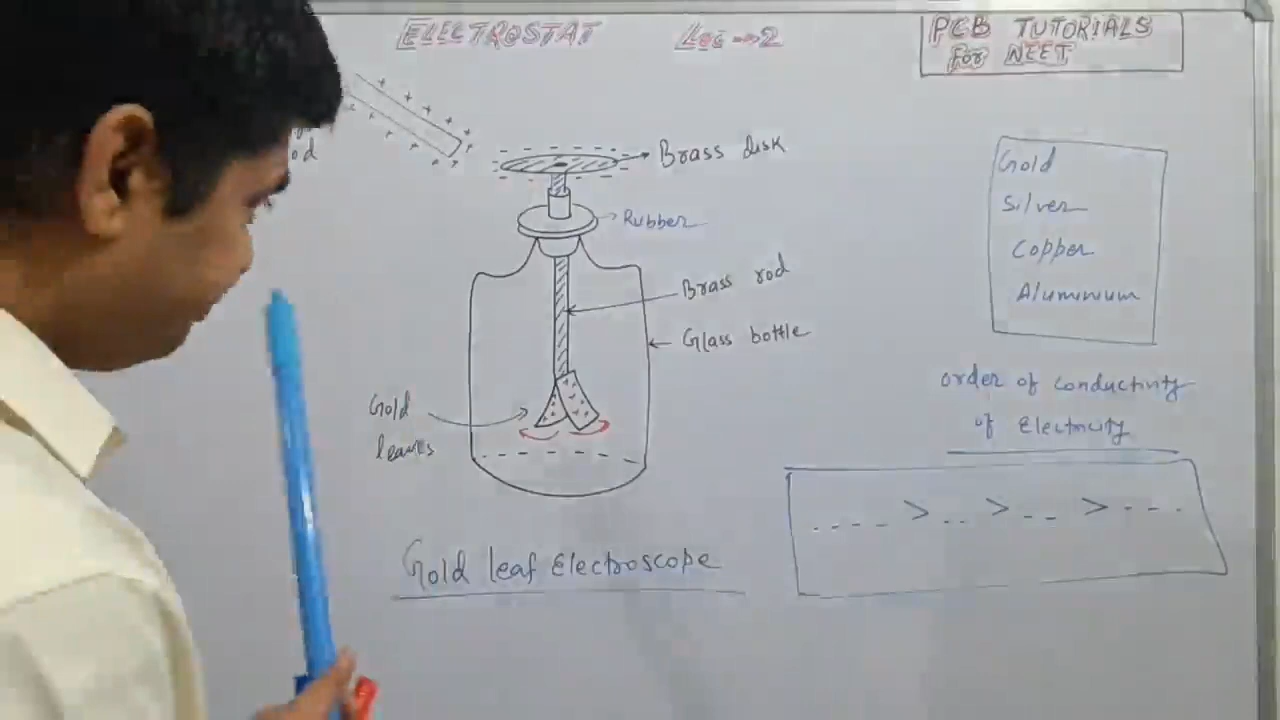 ELECTROSTAT
Lec-2
PCB TUTORIALS
for NEET
Brass disk
Rubber
Brass rod
Glass bottle
Gold
leaves
Gold leaf Electroscope
Gold
Silver
Copper
Aluminium
order of conductivity
of Electricity
.... > .. > -- > ---.